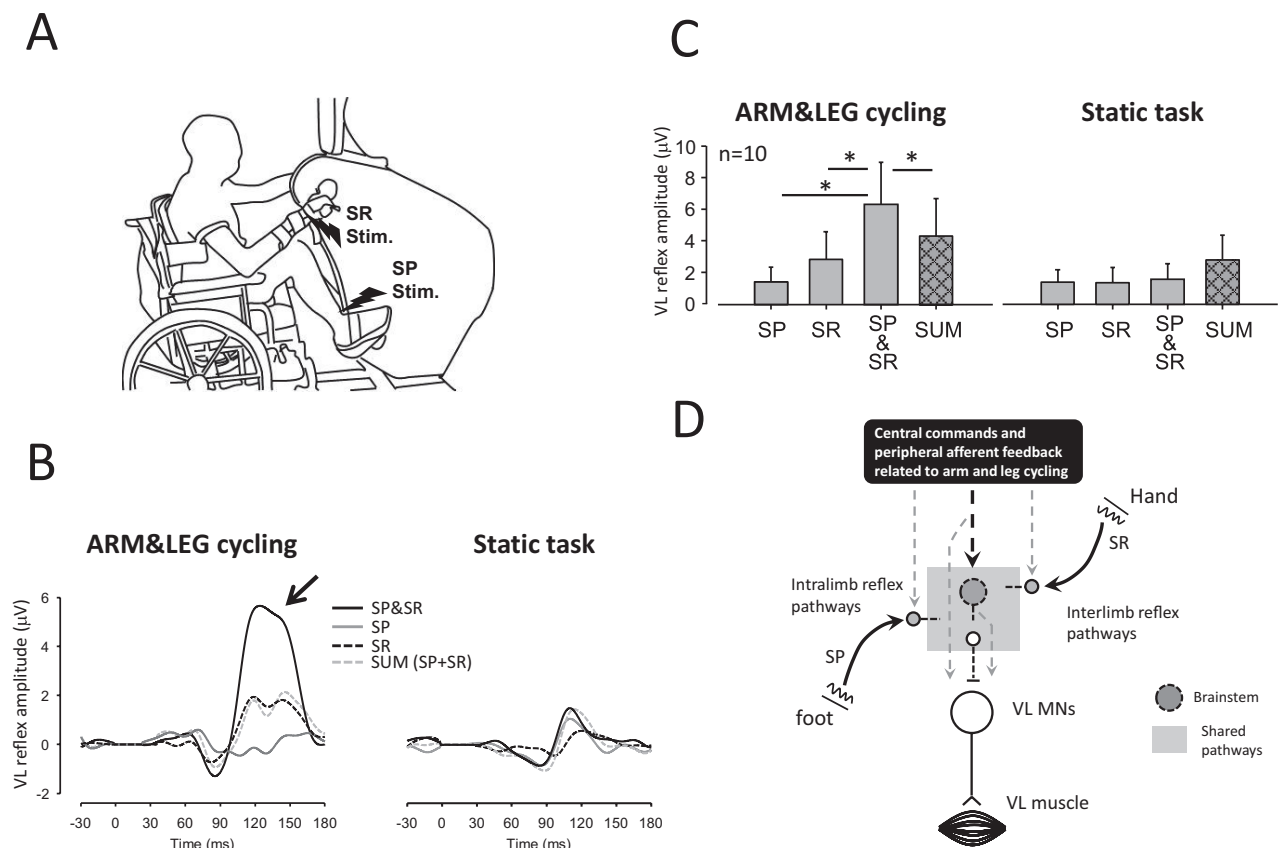 A
SR
Stim.
SP
Stim.
B
ARM&LEG cycling
Static task
VL reflex amplitude (μV)
6
4
2
0
-2
SP&SR
SP
SR
SUM (SP+SR)
-30 0 30 60 90 120 150 180
-30 0 30 60 90 120 150 180
Time (ms)
Time (ms)
C
ARM&LEG cycling
Static task
VL reflex amplitude (μV)
10
8
6
4
2
0
n=10
*
*
*
SP SR SP & SR SUM
SP SR SP & SR SUM
D
Central commands and
peripheral afferent feedback
related to arm and leg cycling
Hand
SR
Intralimb reflex
pathways
Interlimb reflex
pathways
SP
foot
VL MNs
Brainstem
Shared
pathways
VL muscle